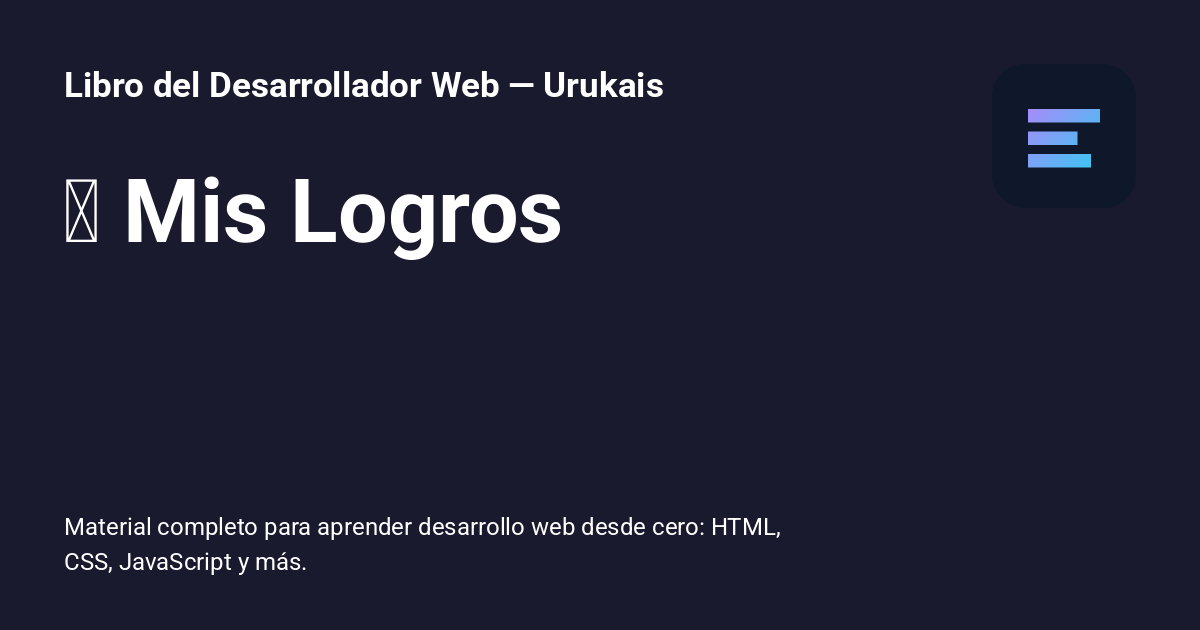 Libro del Desarrollador Web — Urukais
Mis Logros
Material completo para aprender desarrollo web desde cero: HTML,
CSS, JavaScript y más.